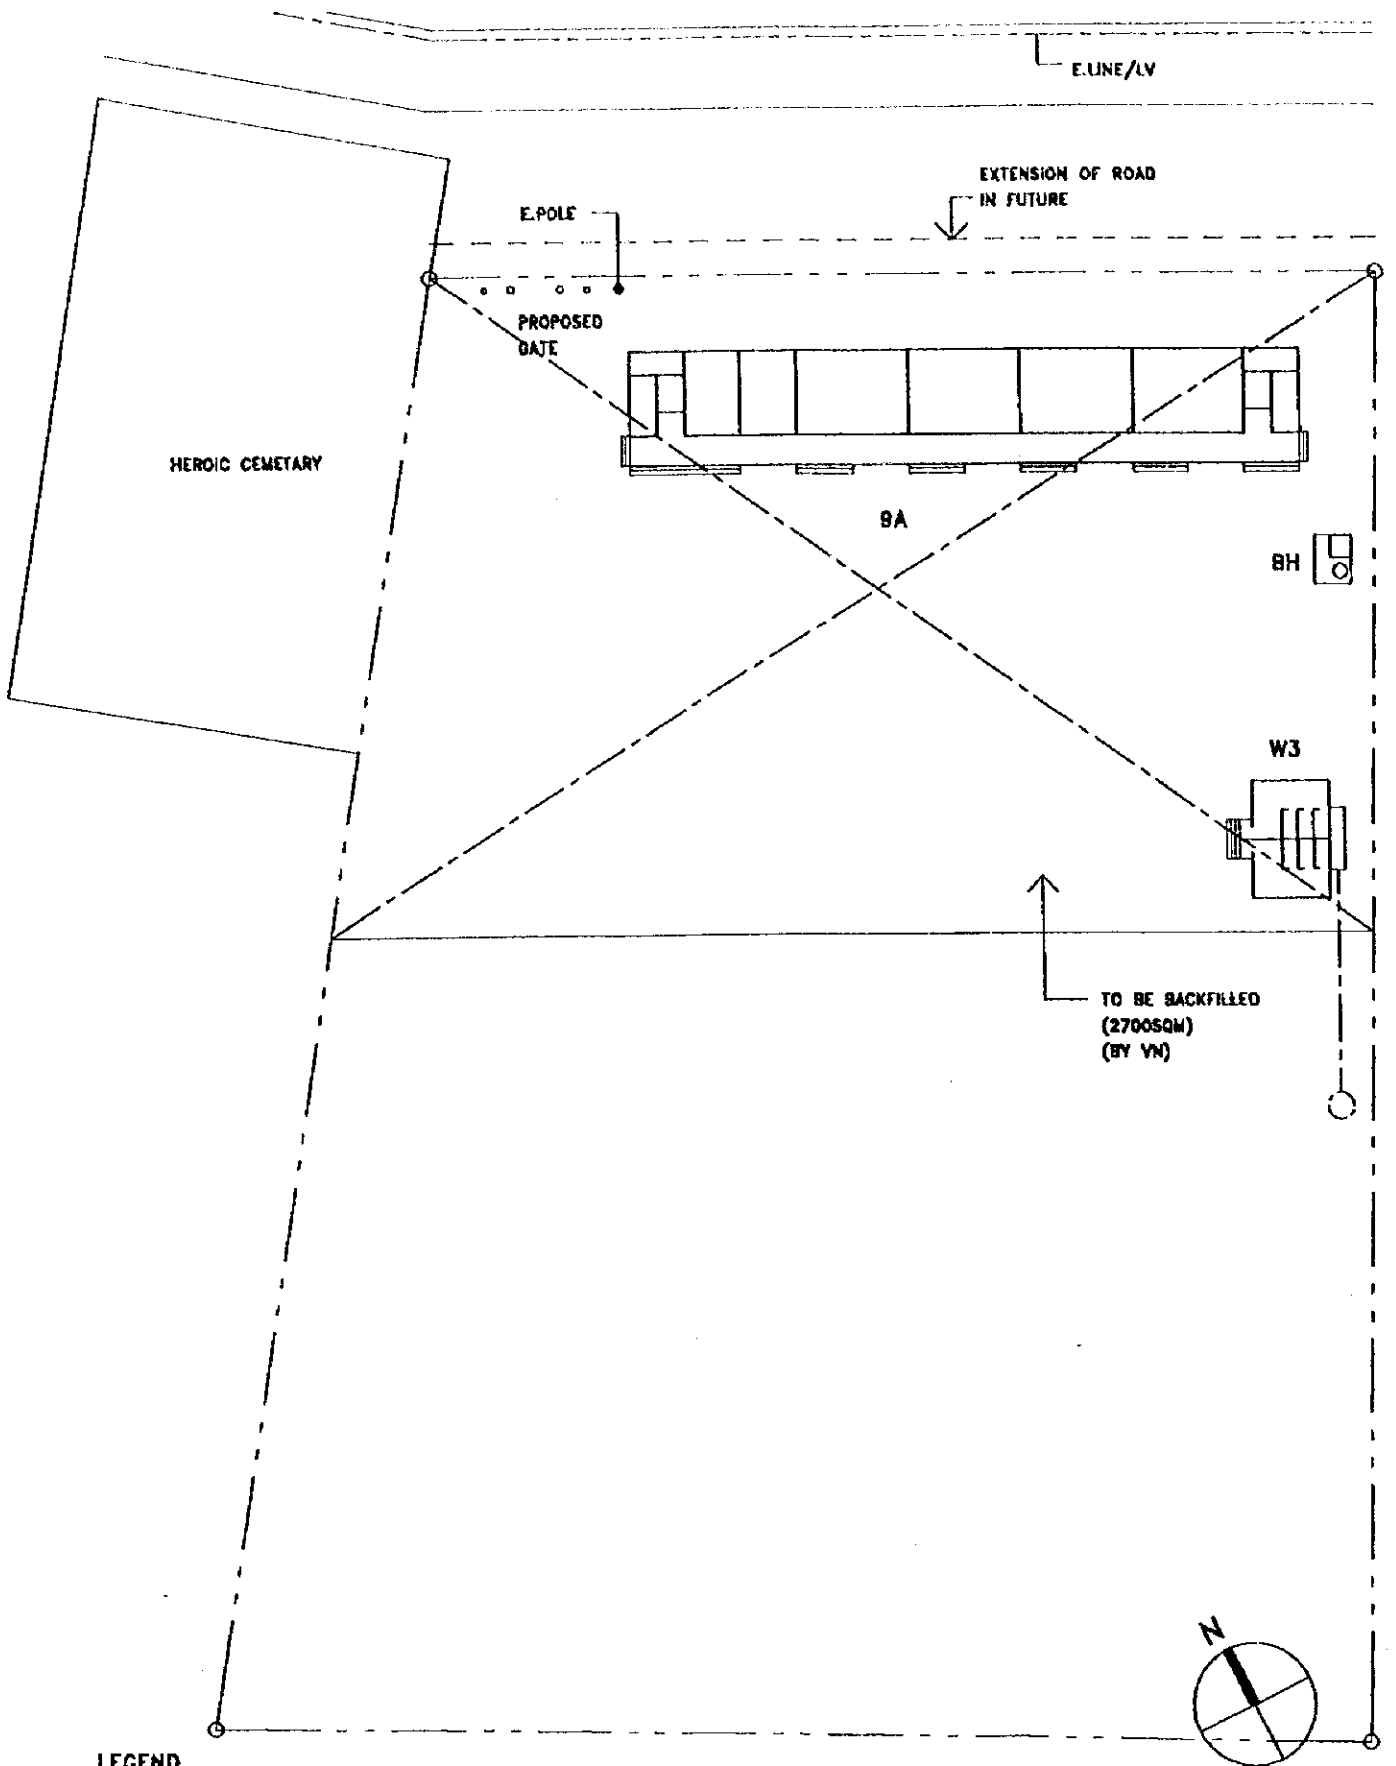 E.LINE/LV
EXTENSION OF ROAD
IN FUTURE
E.POLE
PROPOSED
GATE
HEROIC CEMETARY
9A
BH
W3
TO BE BACKFILLED
(2700SQM)
(BY VN)
N
LEGEND